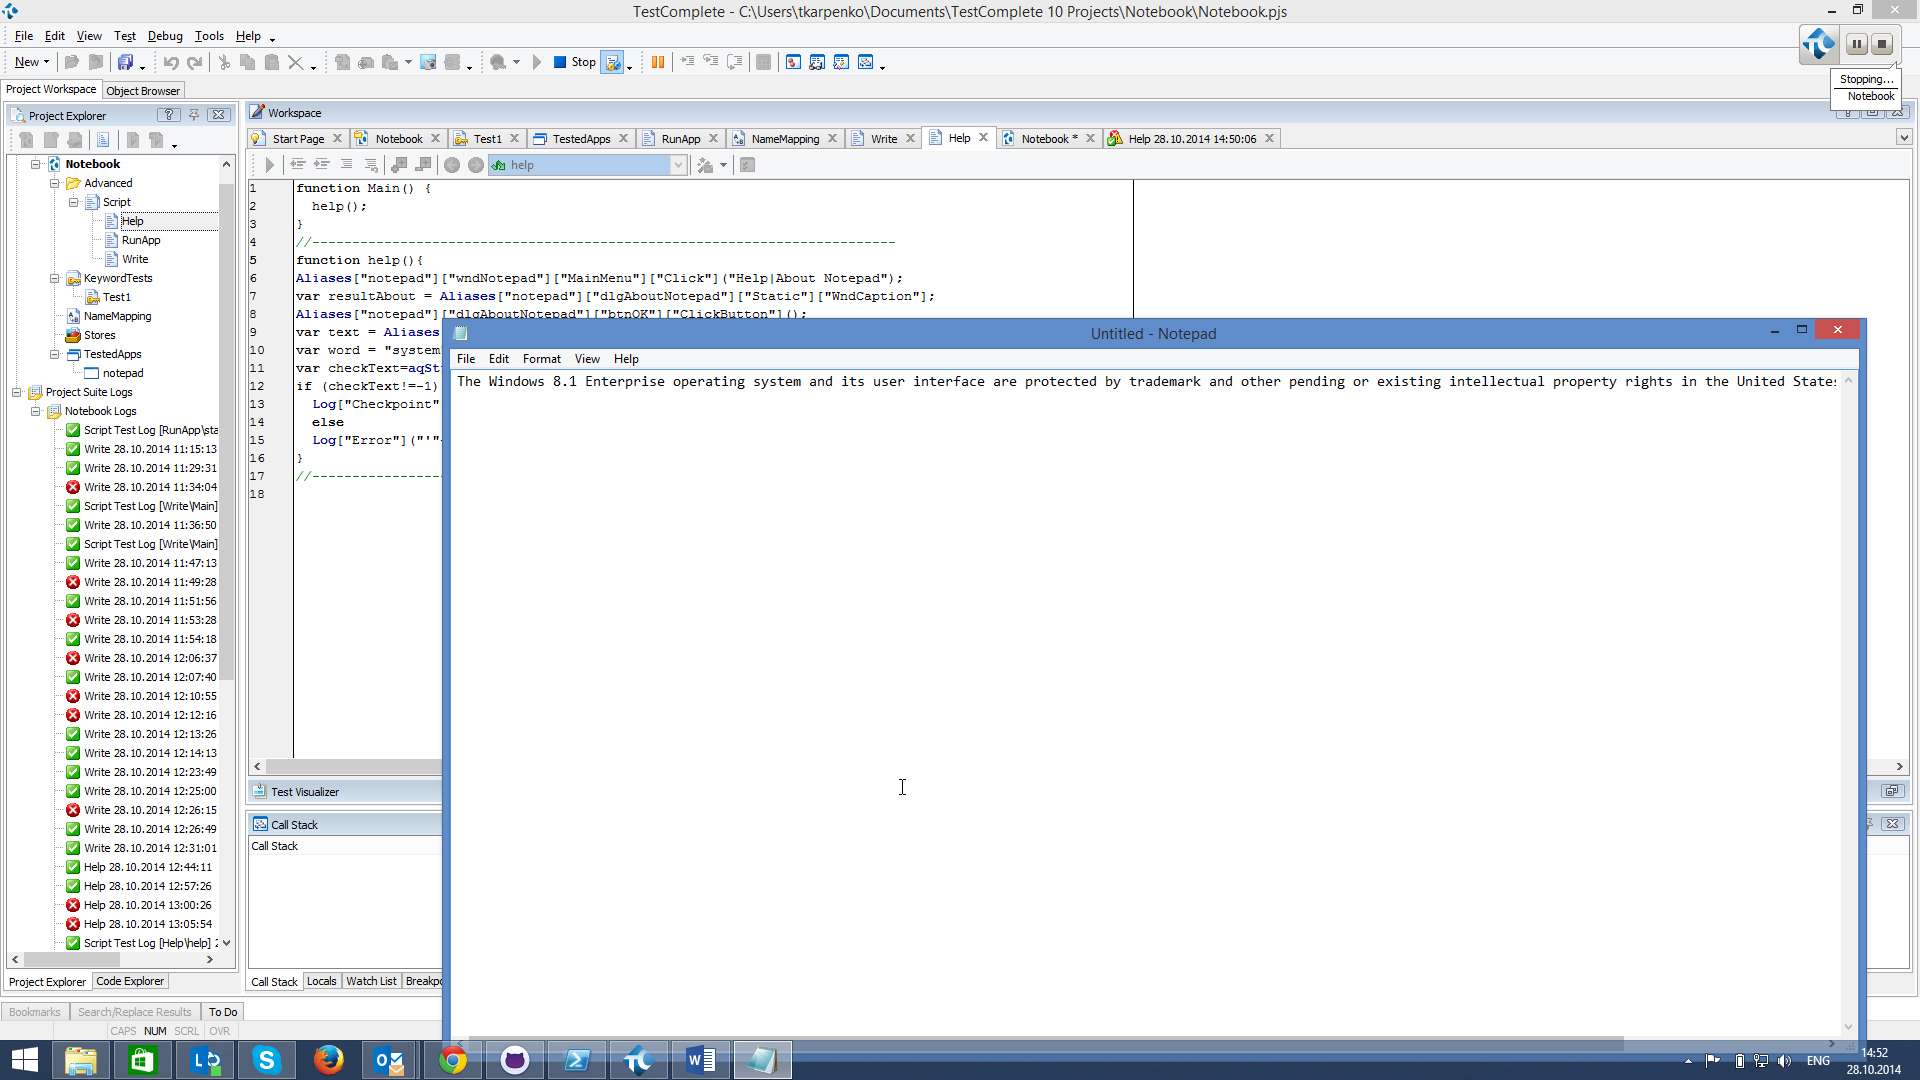 TestComplete - C:\Users\tkarpenko\Documents\TestComplete 10 Projects\Notebook\Notebook.pjs
File Edit View Test Debug Tools Help
New Stop
Stopping...
Notebook
Project Workspace Object Browser
Project Explorer
Workspace
Start Page Notebook Test1 TestedApps RunApp NameMapping Write Help Notebook * Help 28.10.2014 14:50:06
help
Notebook
Advanced
Script
Help
RunApp
Write
KeywordTests
Test1
NameMapping
Stores
TestedApps
notepad
Project Suite Logs
Notebook Logs
Script Test Log [RunApp\sta
Write 28.10.2014 11:15:13
Write 28.10.2014 11:29:31
Write 28.10.2014 11:34:04
Script Test Log [Write\Main]
Write 28.10.2014 11:36:50
Script Test Log [Write\Main]
Write 28.10.2014 11:47:13
Write 28.10.2014 11:49:28
Write 28.10.2014 11:51:56
Write 28.10.2014 11:53:28
Write 28.10.2014 11:54:18
Write 28.10.2014 12:06:37
Write 28.10.2014 12:07:40
Write 28.10.2014 12:10:55
Write 28.10.2014 12:12:16
Write 28.10.2014 12:13:26
Write 28.10.2014 12:14:13
Write 28.10.2014 12:23:49
Write 28.10.2014 12:25:00
Write 28.10.2014 12:26:15
Write 28.10.2014 12:26:49
Write 28.10.2014 12:31:01
Help 28.10.2014 12:44:11
Help 28.10.2014 12:57:26
Help 28.10.2014 13:00:26
Help 28.10.2014 13:05:54
Script Test Log [Help\help] 2
Project Explorer Code Explorer
1 function Main() {
2 help();
3 }
4 //-------------------------------------------------------------------------
5 function help(){
6 Aliases["notepad"]["wndNotepad"]["MainMenu"]["Click"]("Help|About Notepad");
7 var resultAbout = Aliases["notepad"]["dlgAboutNotepad"]["Static"]["WndCaption"];
8 Aliases["notepad"]["dlgAboutNotepad"]["btnOK"]["ClickButton"]();
9 var text = Aliases
10 var word = "system
11 var checkText=aqSt
12 if (checkText!=-1)
13 Log["Checkpoint"
14 else
15 Log["Error"]("'"
16 }
17 //----------------
18
Untitled - Notepad
File Edit Format View Help
The Windows 8.1 Enterprise operating system and its user interface are protected by trademark and other pending or existing intellectual property rights in the United States
Test Visualizer
Call Stack
Call Stack
Call Stack Locals Watch List Breakpo
Bookmarks Search/Replace Results To Do
CAPS NUM SCRL OVR
ENG
14:52
28.10.2014